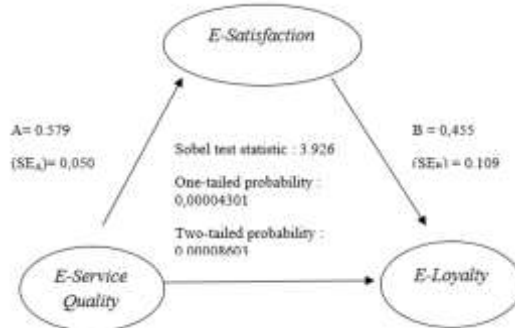 E-Satisfaction
A= 0.579
(SEA)= 0,050
B = 0,455
(SEB) = 0.109
Sobel test statistic : 3.926
One-tailed probability :
0,00004301
Two-tailed probability :
0.00008603
E-Service
Quality
E-Loyalty